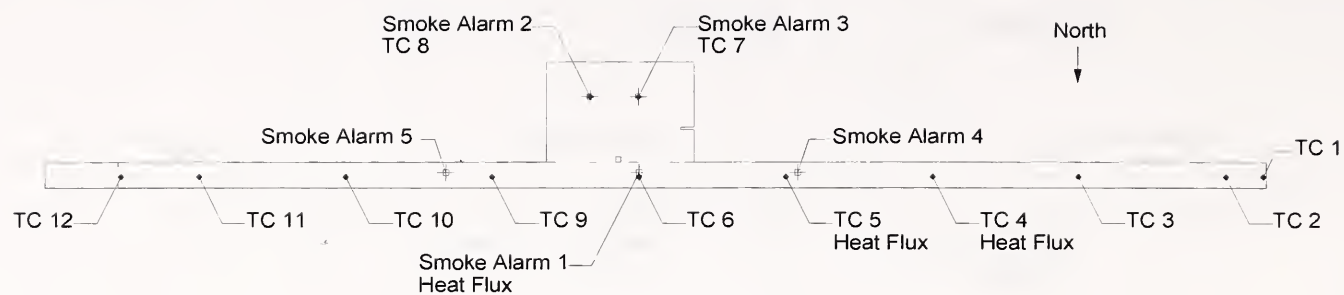 Smoke Alarm 2
TC 8
Smoke Alarm 3
TC 7
North
Smoke Alarm 5
Smoke Alarm 4
TC 1
TC 12
TC 11
TC 10
TC 9
TC 6
TC 5
Heat Flux
TC 4
Heat Flux
TC 3
TC 2
Smoke Alarm 1
Heat Flux